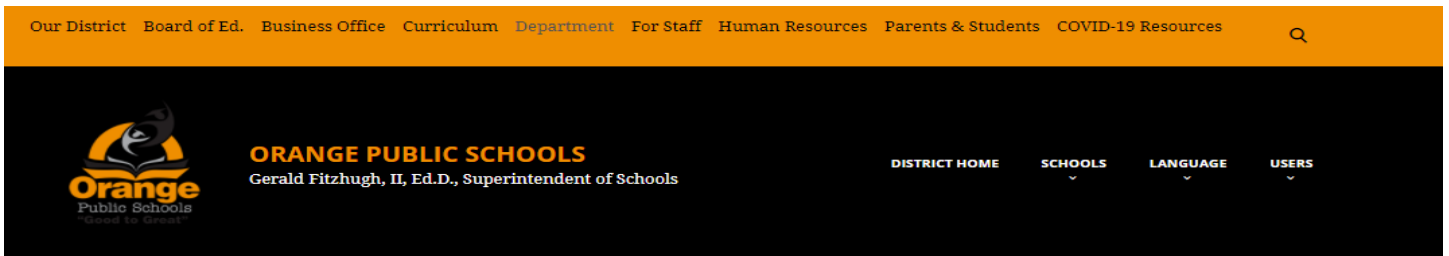 Our District Board of Ed. Business Office Curriculum Department For Staff Human Resources Parents & Students COVID-19 Resources
ORANGE PUBLIC SCHOOLS
Gerald Fitzhugh, II, Ed.D., Superintendent of Schools
DISTRICT HOME SCHOOLS LANGUAGE USERS
Orange
Public Schools
"Good to Great"